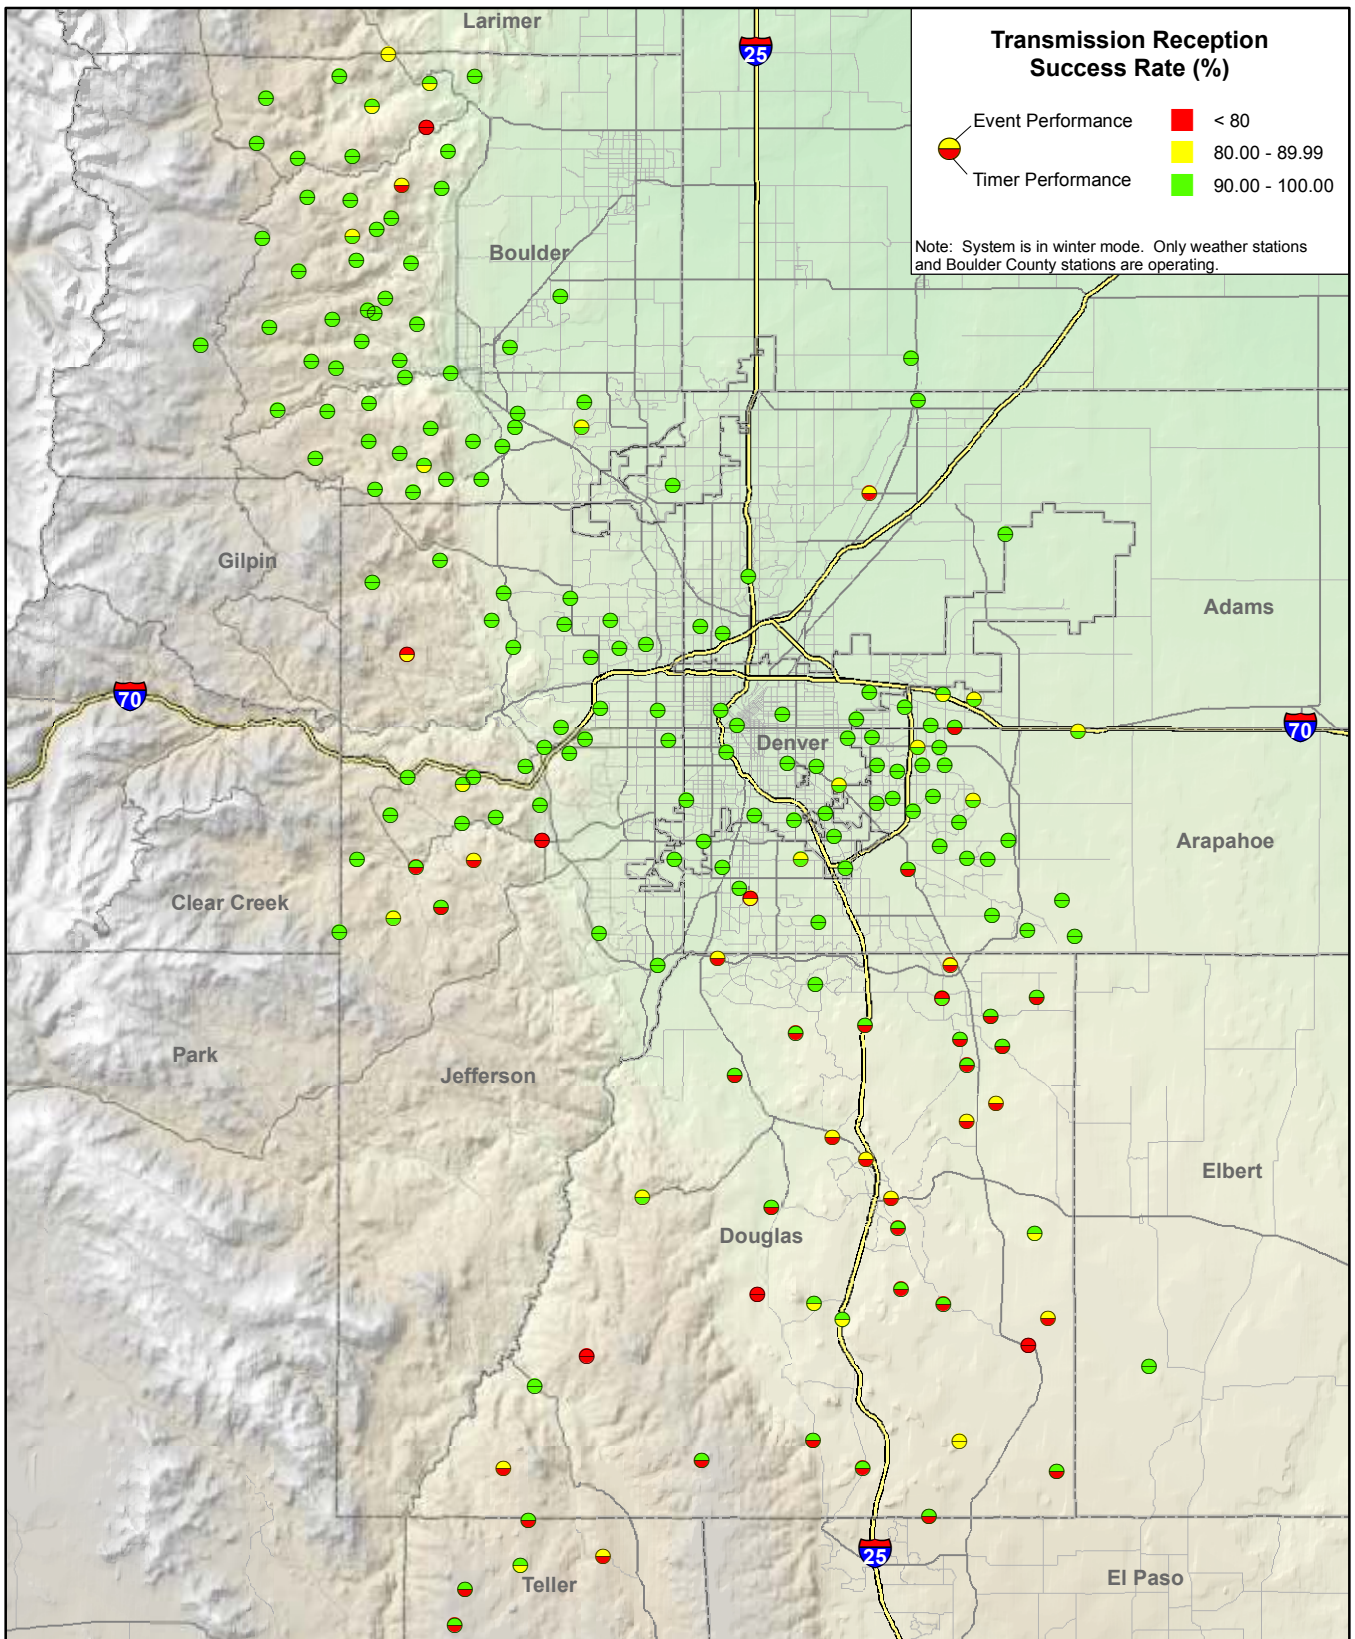 Larimer
25
Transmission Reception
Success Rate (%)
Event Performance
Timer Performance
< 80
80.00 - 89.99
90.00 - 100.00
Note: System is in winter mode. Only weather stations
and Boulder County stations are operating.
Boulder
Gilpin
Adams
70
70
Denver
Arapahoe
Clear Creek
Park
Jefferson
Elbert
Douglas
25
Teller
El Paso